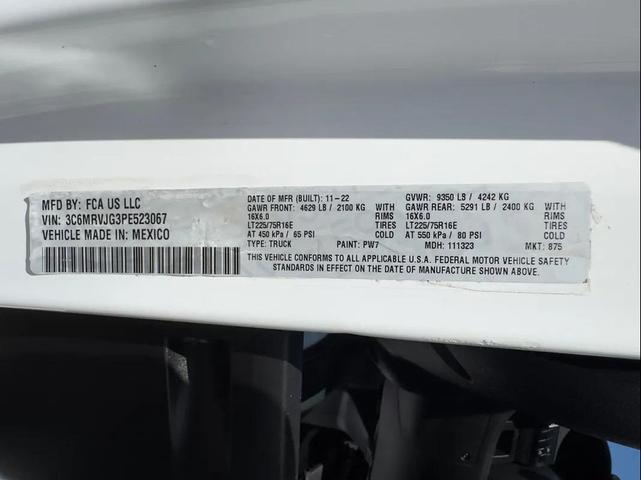 MFD BY: FCA US LLC
VIN: 3C6MRVJG3PE523067
VEHICLE MADE IN: MEXICO
DATE OF MFR (BUILT): 11-22 GVWR: 9350 LB / 4242 KG
GAWR FRONT: 4629 LB / 2100 KG WITH GAWR REAR: 5291 LB / 2400 KG WITH
16X6.0 RIMS 16X6.0 RIMS
LT225/75R16E TIRES LT225/75R16E TIRES
AT 450 kPa / 65 PSI COLD AT 550 kPa / 80 PSI COLD
TYPE: TRUCK PAINT: PW7 MDH: 111323 MKT: 875
THIS VEHICLE CONFORMS TO ALL APPLICABLE U.S.A. FEDERAL MOTOR VEHICLE SAFETY
STANDARDS IN EFFECT ON THE DATE OF MANUFACTURE SHOWN ABOVE.